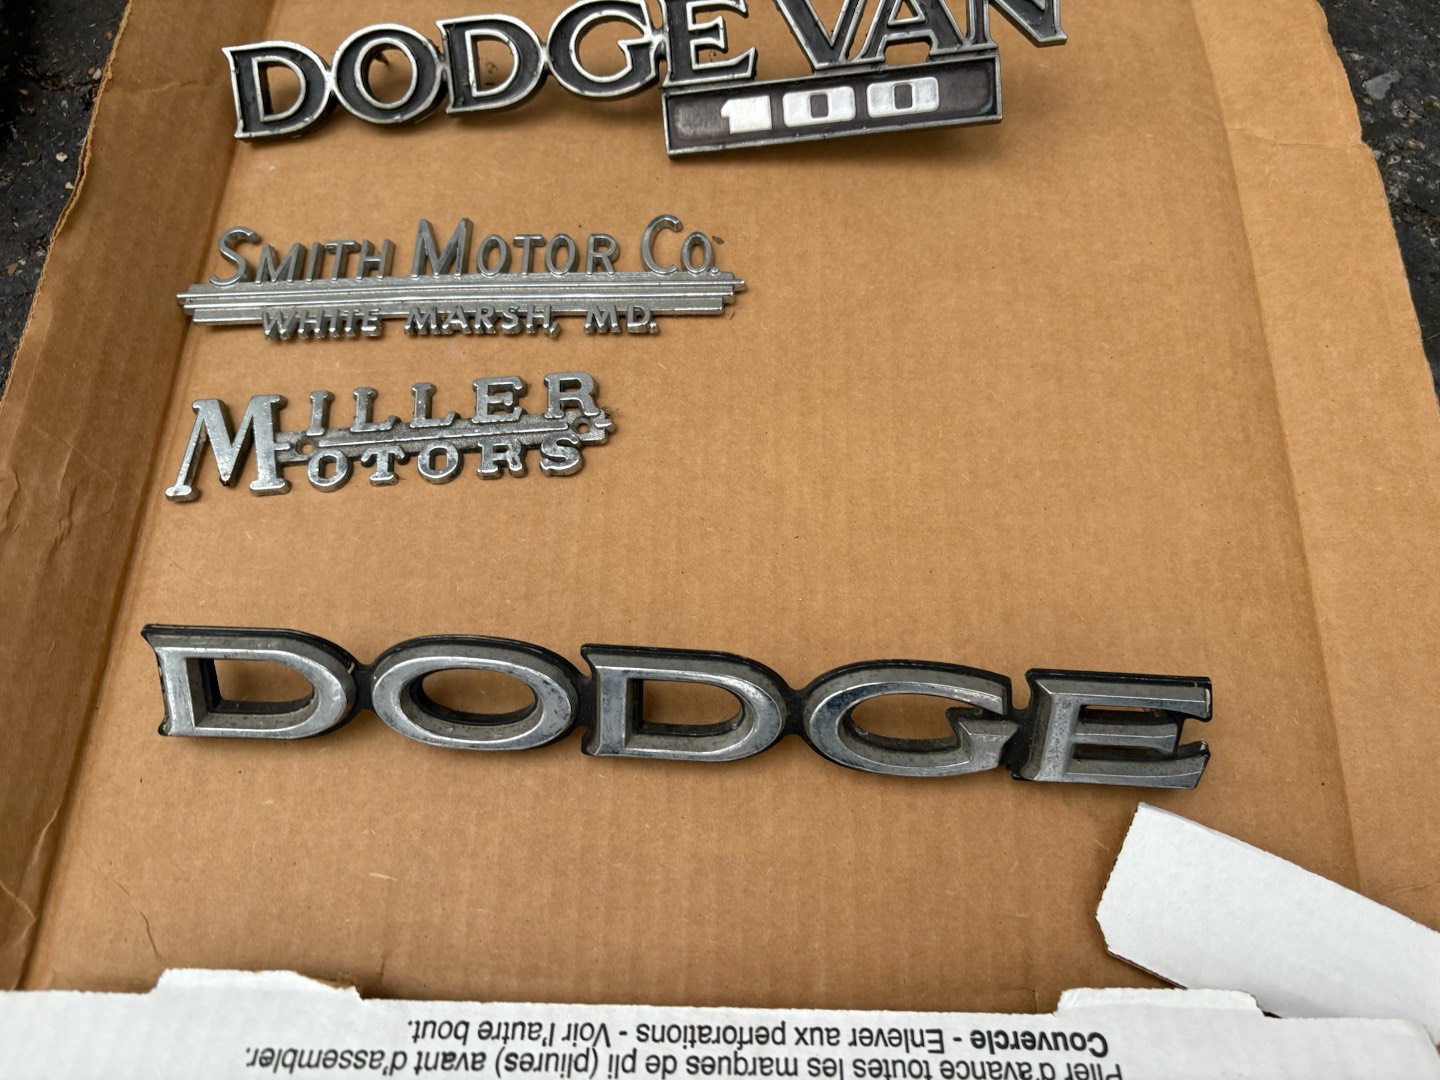 DODGE VAN
100
SMITH MOTOR CO.
WHITE MARSH, MD.
MILLER
MOTORS
DODGE
Plier d'avance toutes les marques de pli (pliures) avant d'assembler.
Couvercle - Enlever aux perforations - Voir l'autre bout.